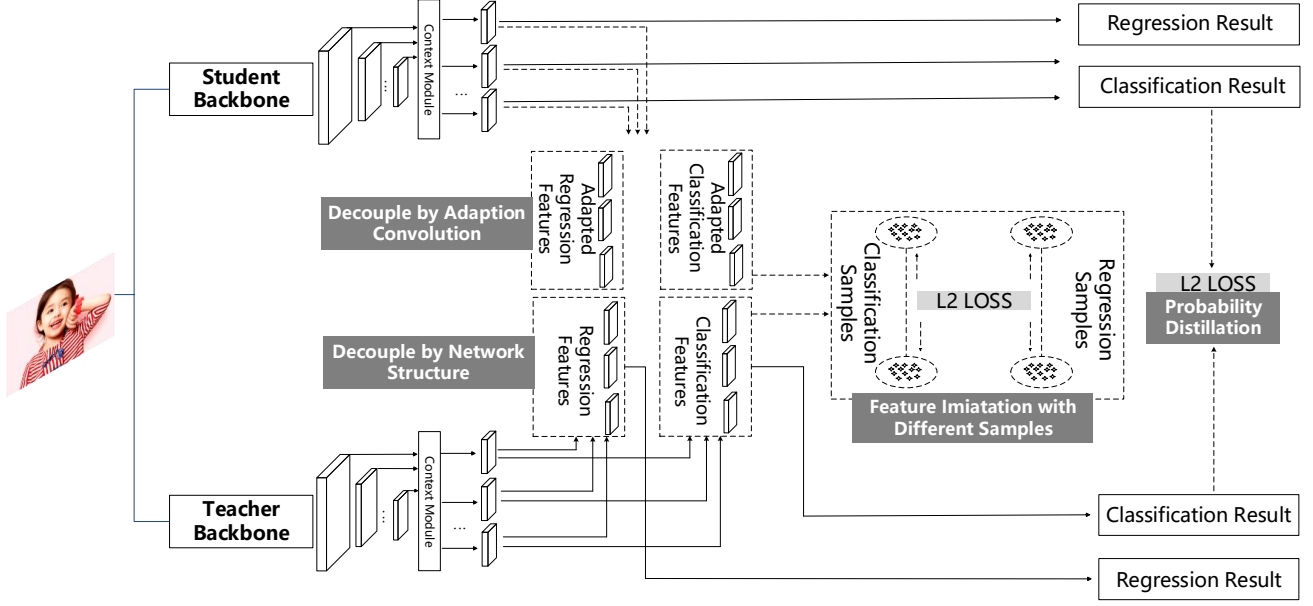 Regression Result
Student
Backbone
Context Module
...
...
Classification Result
Adapted
Regression
Features
Adapted
Classification
Features
Decouple by Adaption
Convolution
Classification
Samples
Regression
Samples
L2 LOSS
L2 LOSS
Probability
Distillation
Decouple by Network
Structure
Regression
Features
Classification
Features
Feature Imiatation with
Different Samples
Teacher
Backbone
Context Module
...
...
Classification Result
Regression Result